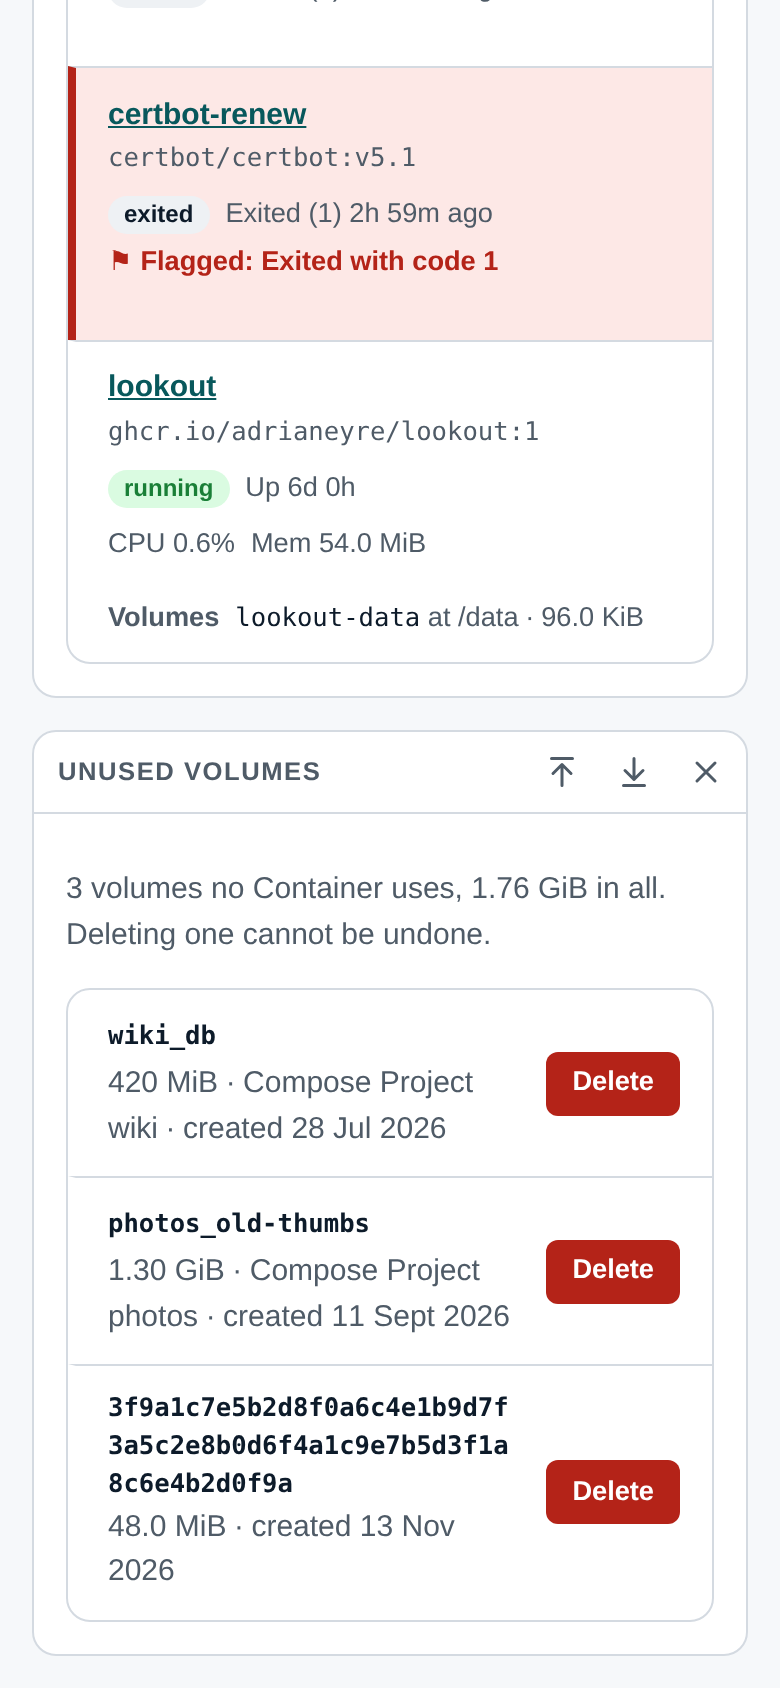 certbot-renew
certbot/certbot:v5.1
exited Exited (1) 2h 59m ago
⚑ Flagged: Exited with code 1
lookout
ghcr.io/adrianeyre/lookout:1
running Up 6d 0h
CPU 0.6% Mem 54.0 MiB
Volumes lookout-data at /data · 96.0 KiB
UNUSED VOLUMES
3 volumes no Container uses, 1.76 GiB in all.
Deleting one cannot be undone.
wiki_db
420 MiB · Compose Project
wiki · created 28 Jul 2026
Delete
photos_old-thumbs
1.30 GiB · Compose Project
photos · created 11 Sept 2026
Delete
3f9a1c7e5b2d8f0a6c4e1b9d7f
3a5c2e8b0d6f4a1c9e7b5d3f1a
8c6e4b2d0f9a
48.0 MiB · created 13 Nov
2026
Delete